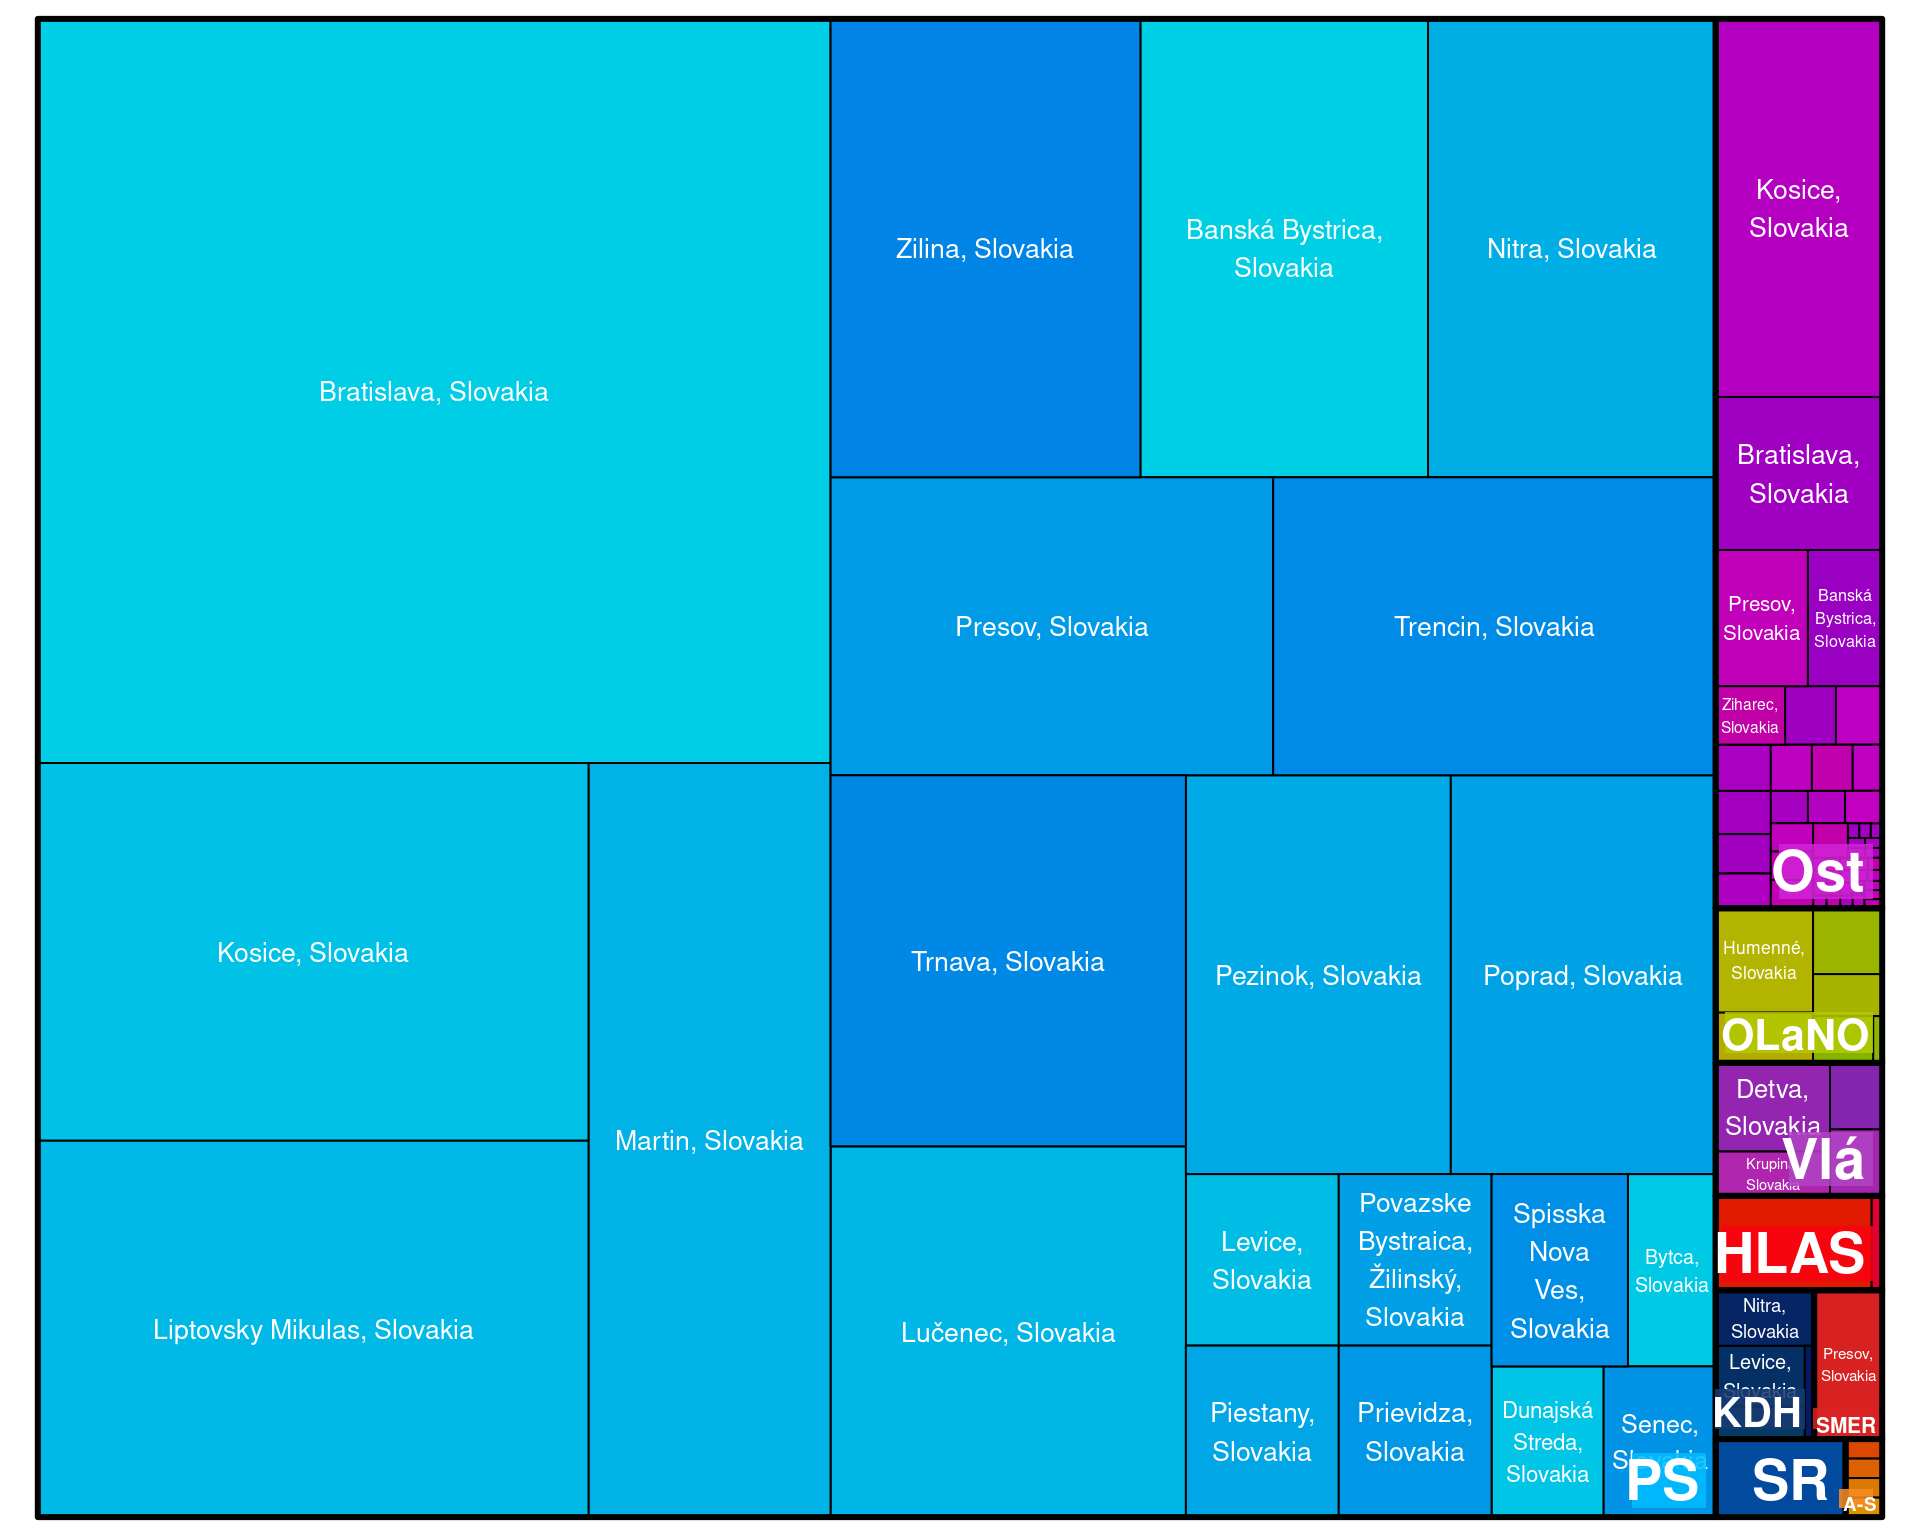 Bratislava, Slovakia
Zilina, Slovakia
Banská Bystrica,
Slovakia
Nitra, Slovakia
Presov, Slovakia
Trencin, Slovakia
Kosice, Slovakia
Liptovsky Mikulas, Slovakia
Martin, Slovakia
Trnava, Slovakia
Lučenec, Slovakia
Pezinok, Slovakia
Poprad, Slovakia
Levice,
Slovakia
Povazske
Bystraica,
Žilinský,
Slovakia
Spisska
Nova
Ves,
Slovakia
Bytca,
Slovakia
Piestany,
Slovakia
Prievidza,
Slovakia
Dunajská
Streda,
Slovakia
Senec,
Slovakia
PS
Kosice,
Slovakia
Bratislava,
Slovakia
Presov,
Slovakia
Banská
Bystrica,
Slovakia
Ziharec,
Slovakia
Ost
Humenné,
Slovakia
OLaNO
Detva,
Slovakia
Krupin
Slovakia
Vlá
HLAS
Nitra,
Slovakia
Levice,
Slovakia
KDH
Presov,
Slovakia
SMER
SR
A-S